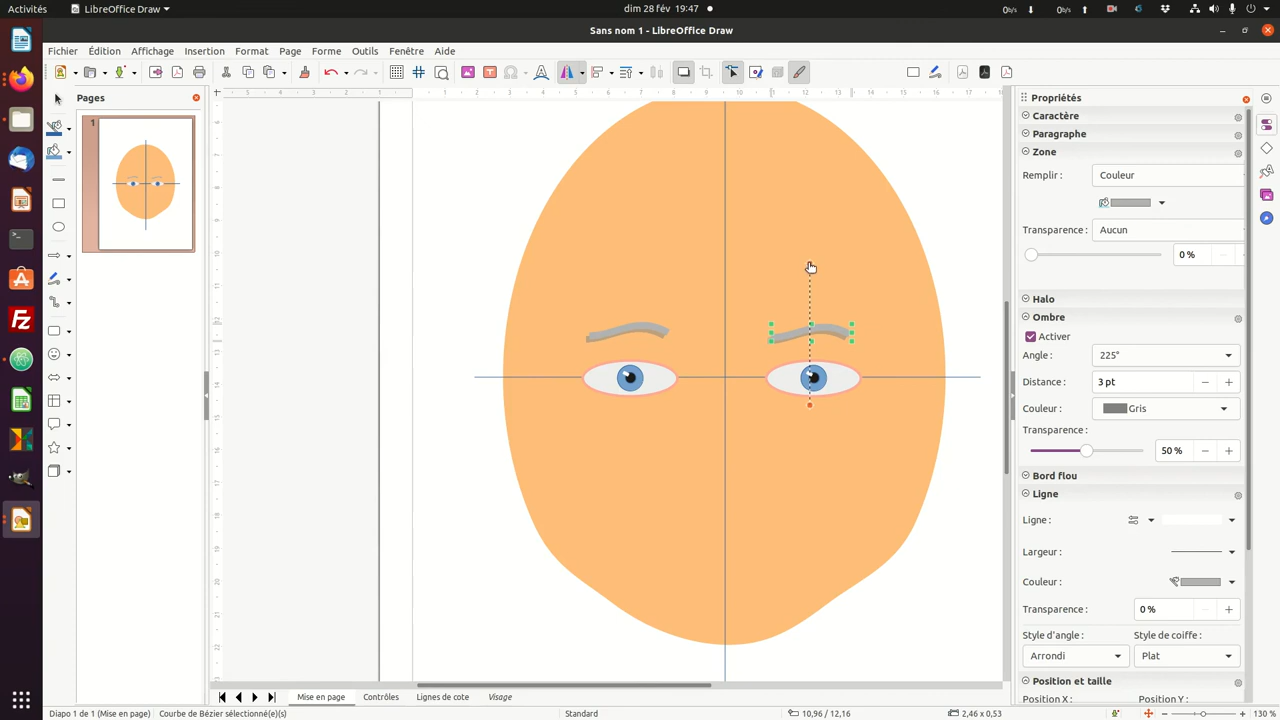 Activités LibreOffice Draw dim 28 fév 19:47 0% 0% 0% 0%
Sans nom 1 - LibreOffice Draw
Fichier Édition Affichage Insertion Format Page Forme Outils Fenêtre Aide
Pages
1
Propriétés
Caractère
Paragraphe
Zone
Remplir : Couleur
Transparence : Aucun
0 %
Halo
Ombre
Activer
Angle : 225°
Distance : 3 pt
Couleur : Gris
Transparence :
50 %
Bord flou
Ligne
Ligne :
Largeur :
Couleur :
Transparence : 0 %
Style d'angle : Style de coiffe :
Arrondi Plat
Position et taille
Position X : Position Y :
Mise en page Contrôles Lignes de cote Visage
Diapo 1 de 1 (Mise en page) Courbe de Bézier sélectionné(e)(s) Standard 10,96 / 12,16 2,46 x 0,53 130 %